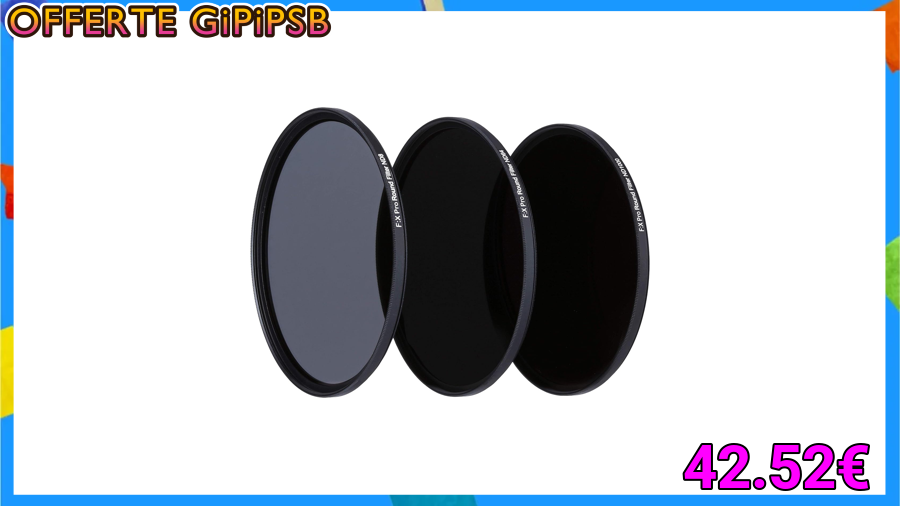 OFFERTE GiPiPSB
F:X Pro Round Filter ND8
F:X Pro Round Filter ND64
F:X Pro Round Filter ND1000
42.52€